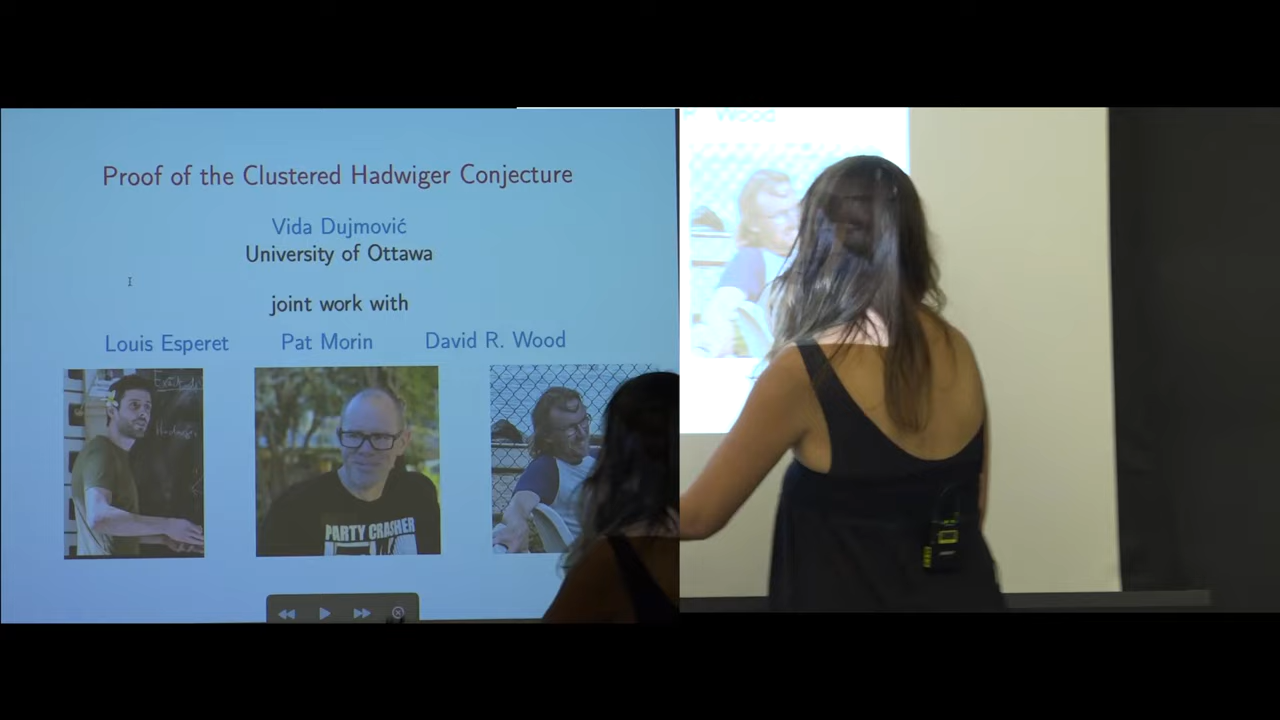 Proof of the Clustered Hadwiger Conjecture
Vida Dujmović
University of Ottawa
joint work with
Louis Esperet Pat Morin David R. Wood
PARTY CRASHER
Wood